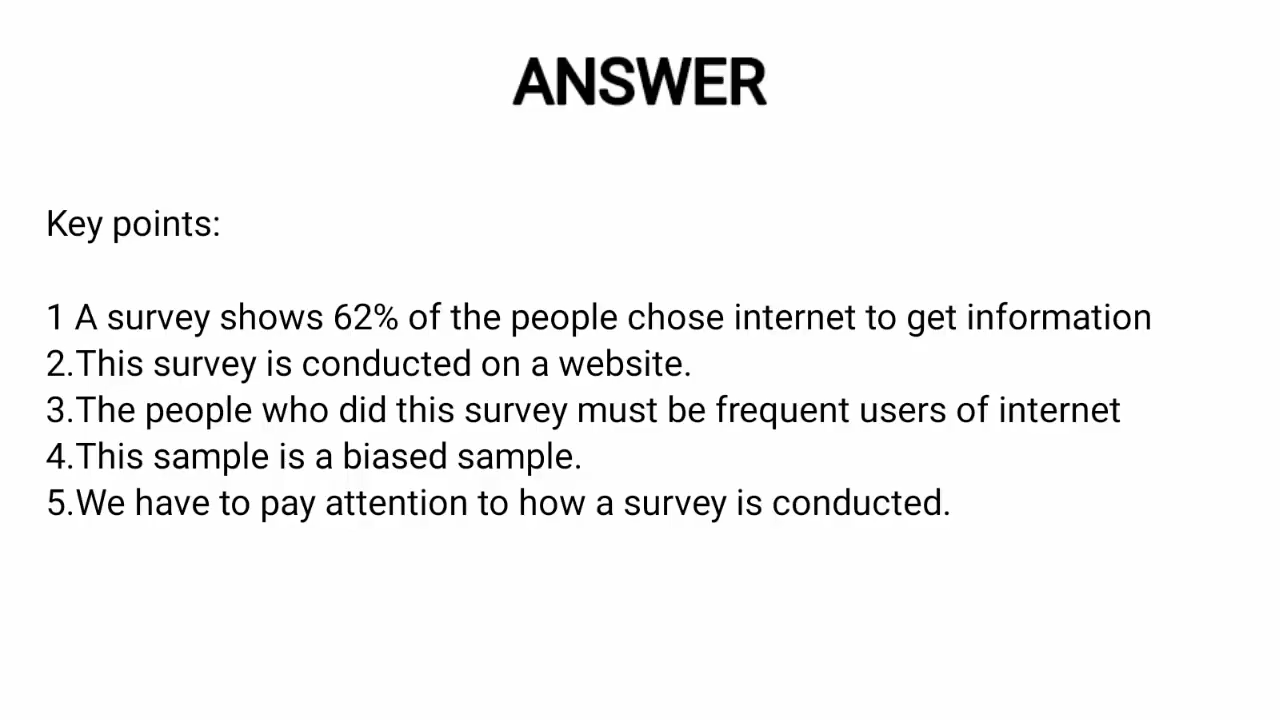 ANSWER
Key points:
1 A survey shows 62% of the people chose internet to get information
2.This survey is conducted on a website.
3.The people who did this survey must be frequent users of internet
4.This sample is a biased sample.
5.We have to pay attention to how a survey is conducted.